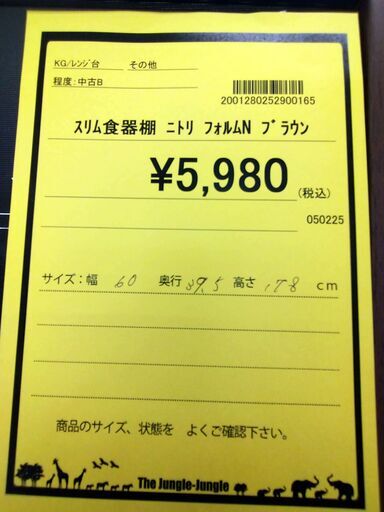 KG/ﾚﾝｼﾞ台 その他
程度:中古B
2001280252900165
ｽﾘﾑ食器棚 ﾆﾄﾘ ﾌｫﾙﾑN ﾌﾞﾗｳﾝ
¥5,980
(税込)
050225
サイズ:幅 60 奥行 39.5 高さ 178 cm
商品のサイズ、状態を よくご確認下さい。
The Jungle-Jungle